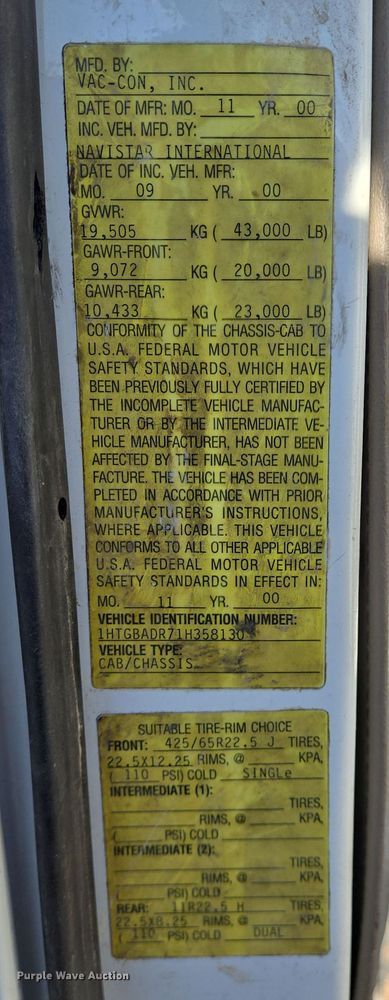 MFD. BY:
VAC-CON, INC.
DATE OF MFR: MO. 11 YR. 00
INC. VEH. MFD. BY:
NAVISTAR INTERNATIONAL
DATE OF INC. VEH. MFR:
MO. 09 YR. 00
GVWR:
19,505 KG ( 43,000 LB)
GAWR-FRONT:
9,072 KG ( 20,000 LB)
GAWR-REAR:
10,433 KG ( 23,000 LB)
CONFORMITY OF THE CHASSIS-CAB TO
U.S.A. FEDERAL MOTOR VEHICLE
SAFETY STANDARDS, WHICH HAVE
BEEN PREVIOUSLY FULLY CERTIFIED BY
THE INCOMPLETE VEHICLE MANUFAC-
TURER OR BY THE INTERMEDIATE VE-
HICLE MANUFACTURER, HAS NOT BEEN
AFFECTED BY THE FINAL-STAGE MANU-
FACTURE. THE VEHICLE HAS BEEN COM-
PLETED IN ACCORDANCE WITH PRIOR
MANUFACTURER'S INSTRUCTIONS,
WHERE APPLICABLE. THIS VEHICLE
CONFORMS TO ALL OTHER APPLICABLE
U.S.A. FEDERAL MOTOR VEHICLE
SAFETY STANDARDS IN EFFECT IN:
MO. 11 YR. 00
VEHICLE IDENTIFICATION NUMBER:
1HTGBADR71H358130
VEHICLE TYPE:
CAB/CHASSIS
SUITABLE TIRE-RIM CHOICE
FRONT: 425/65R22.5 J TIRES,
22.5X12.25 RIMS, @ KPA,
( 110 PSI) COLD SINGLe
INTERMEDIATE (1):
TIRES,
RIMS, @ KPA,
( PSI) COLD
INTERMEDIATE (2):
TIRES,
RIMS, @ KPA,
( PSI) COLD
REAR: 11R22.5 H TIRES,
22.5X8.25 RIMS, @ KPA,
( 110 PSI) COLD DUAL
Purple Wave Auction